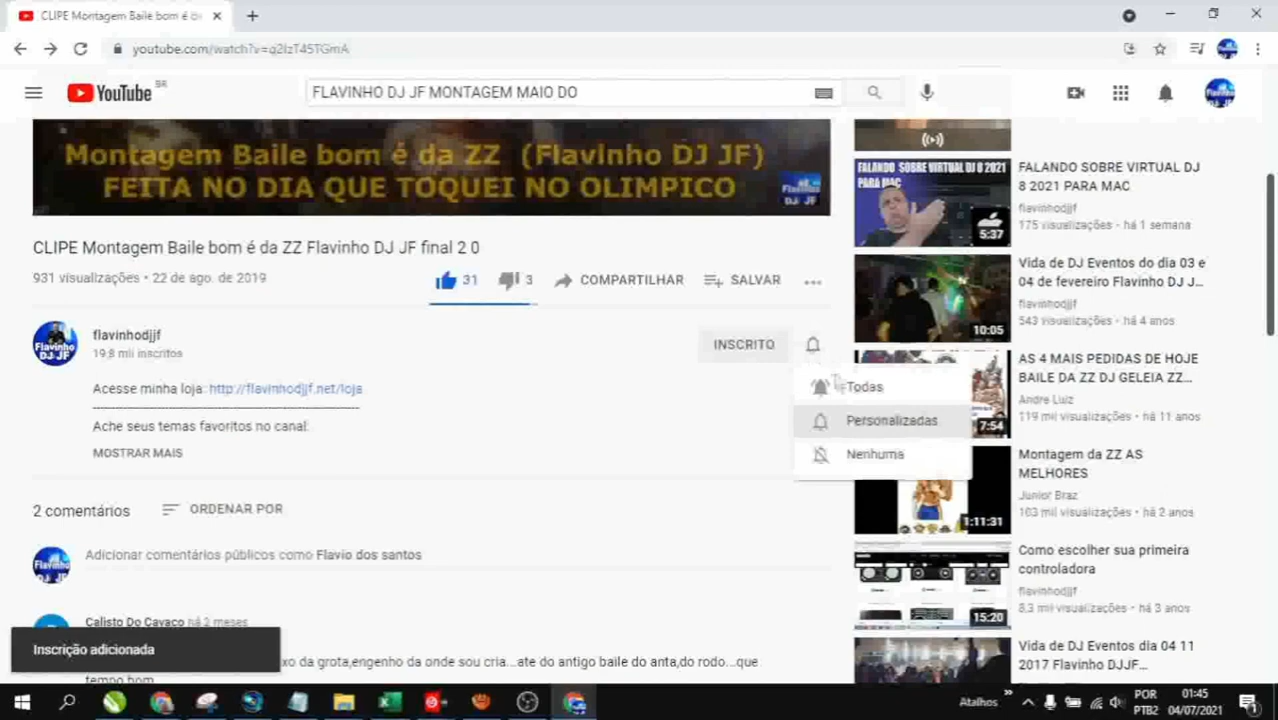 CLIPE Montagem Baile bom é da
youtube.com/watch?v=q2IzT45TGmA
YouTube BR
FLAVINHO DJ JF MONTAGEM MAIO DO
Montagem Baile bom é da ZZ (Flavinho DJ JF)
FEITA NO DIA QUE TOQUEI NO OLIMPICO
CLIPE Montagem Baile bom é da ZZ Flavinho DJ JF final 2 0
931 visualizações • 22 de ago. de 2019
31
3
COMPARTILHAR
SALVAR
flavinhodjjf
19,8 mil inscritos
INSCRITO
Todas
Personalizadas
Nenhuma
Acesse minha loja: http://flavinhodjjf.net/loja
Ache seus temas favoritos no canal:
MOSTRAR MAIS
2 comentários
ORDENAR POR
Adicionar comentários públicos como Flavio dos santos
Calisto Do Cavaco há 2 meses
xo da grota,engenho da onde sou cria...ate do antigo baile do anta,do rodo...que
tempo bom
Inscrição adicionada
FALANDO SOBRE VIRTUAL DJ 8 2021
PARA MAC
5:37
FALANDO SOBRE VIRTUAL DJ
8 2021 PARA MAC
flavinhodjjf
175 visualizações • há 1 semana
10:05
Vida de DJ Eventos do dia 03 e
04 de fevereiro Flavinho DJ J...
flavinhodjjf
543 visualizações • há 4 anos
7:54
AS 4 MAIS PEDIDAS DE HOJE
BAILE DA ZZ DJ GELEIA ZZ...
Andre Luiz
119 mil visualizações • há 11 anos
1:11:31
Montagem da ZZ AS
MELHORES
Junior Braz
103 mil visualizações • há 2 anos
15:20
Como escolher sua primeira
controladora
flavinhodjjf
8,3 mil visualizações • há 3 anos
Vida de DJ Eventos dia 04 11
2017 Flavinho DJJF...
Atalhos
POR
PTB2
01:45
04/07/2021